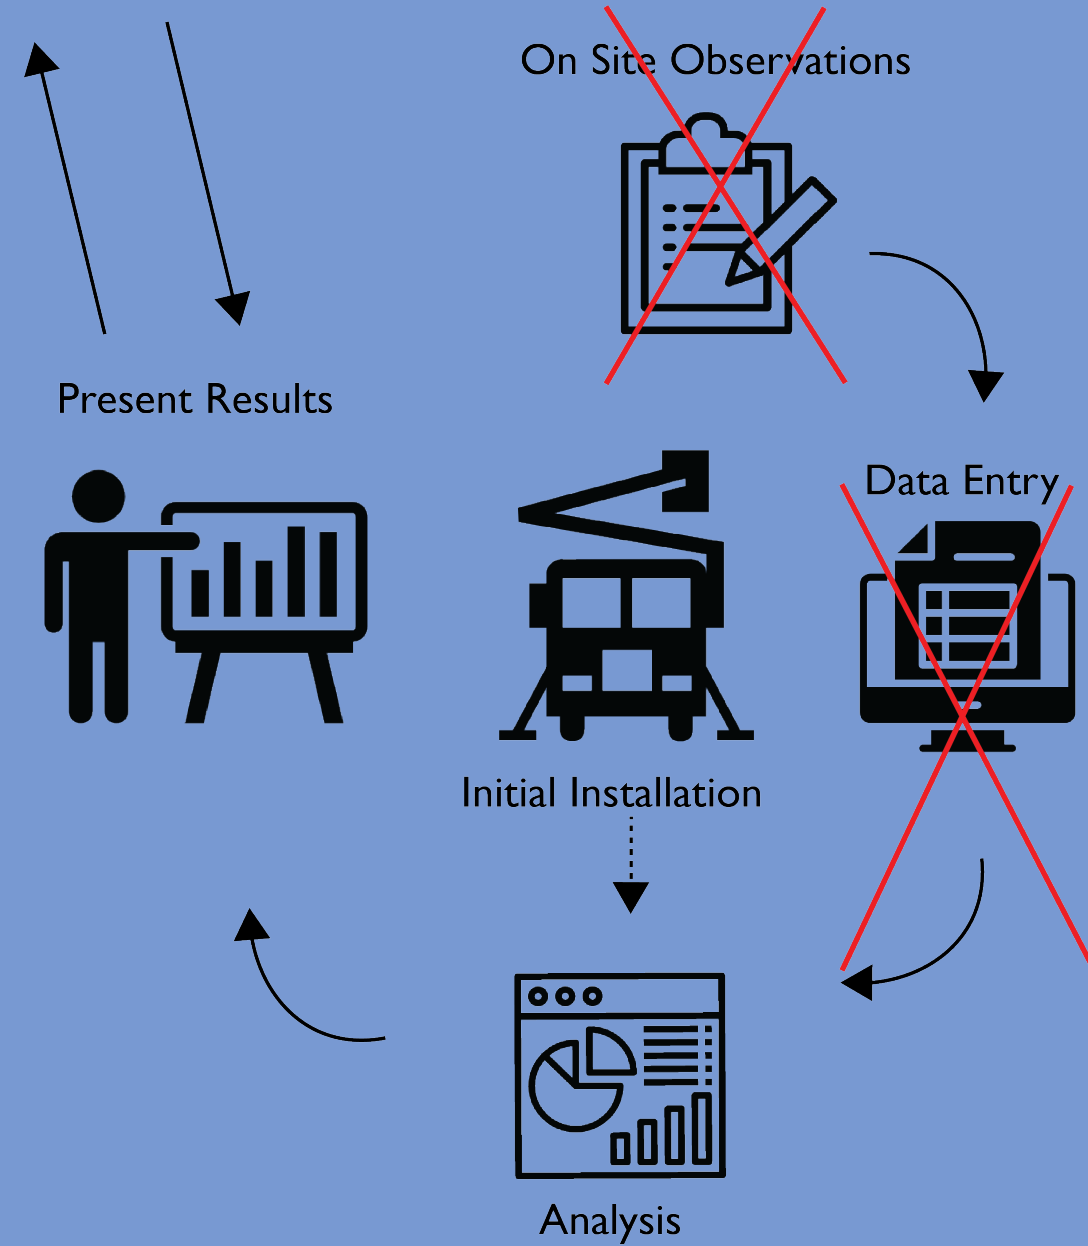 On Site Observations
Present Results
Data Entry
Initial Installation
Analysis